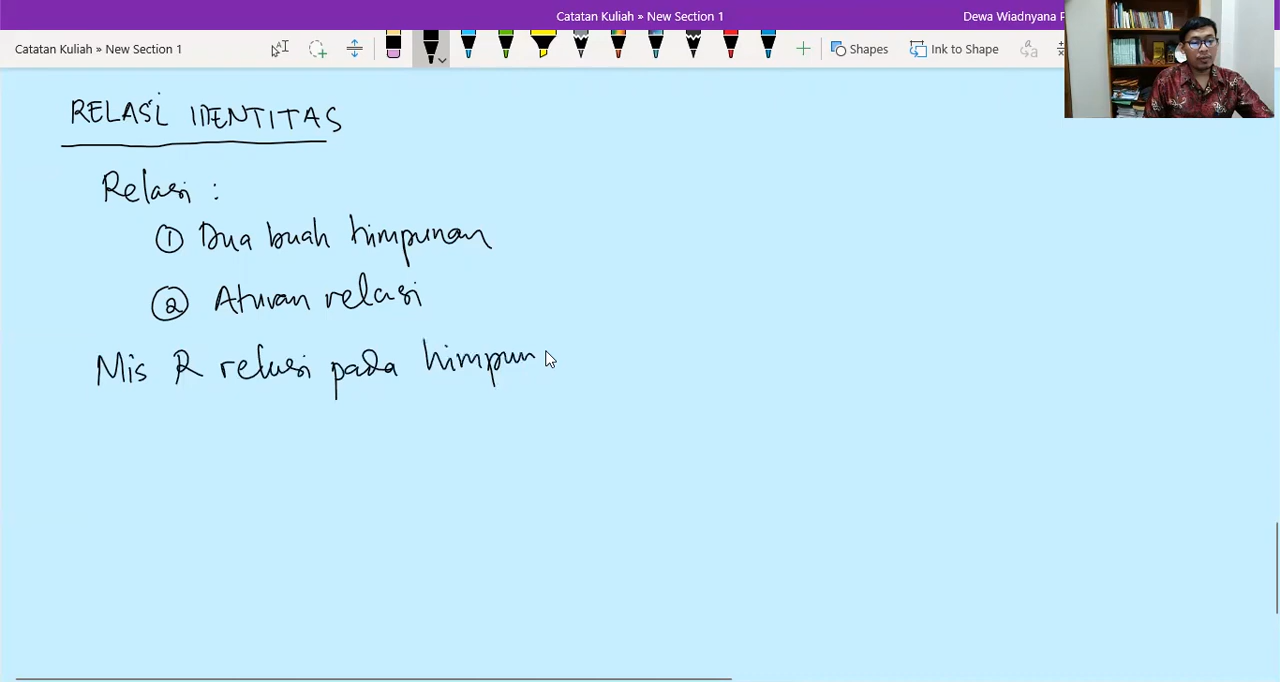 Catatan Kuliah » New Section 1
Dewa Wiadnyana P
Catatan Kuliah » New Section 1
Shapes
Ink to Shape
RELASI IDENTITAS
Relasi :
① Dua buah himpunan
② Aturan relasi
Mis R relasi pada himpun